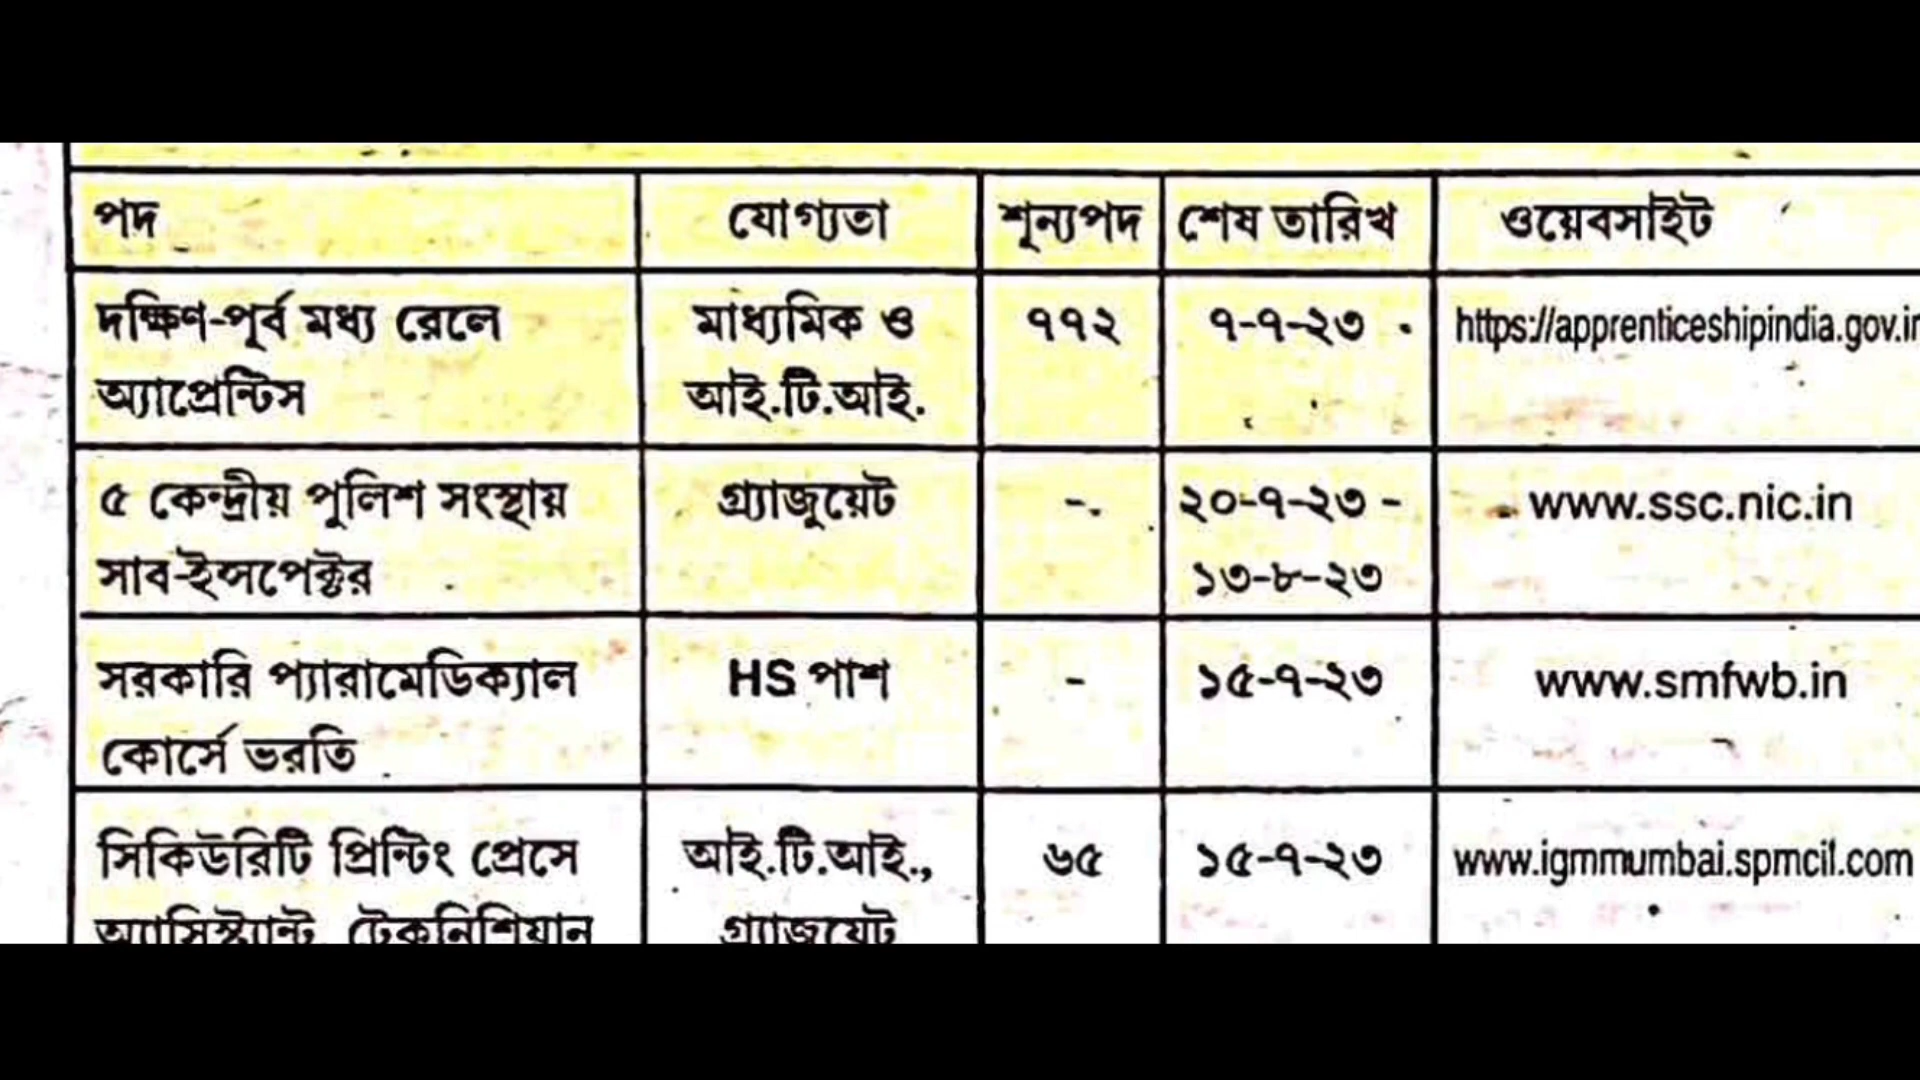 পদ যোগ্যতা শূন্যপদ শেষ তারিখ ওয়েবসাইট
দক্ষিণ-পূর্ব মধ্য রেলে মাধ্যমিক ও ৭৭২ ৭-৭-২৩ https://apprenticeshipindia.gov.in
অ্যাপ্রেন্টিস আই.টি.আই.
৫ কেন্দ্রীয় পুলিশ সংস্থায় গ্র্যাজুয়েট - ২০-৭-২৩ - www.ssc.nic.in
সাব-ইন্সপেক্টর ১৩-৮-২৩
সরকারি প্যারামেডিক্যাল HS পাশ - ১৫-৭-২৩ www.smfwb.in
কোর্সে ভরতি
সিকিউরিটি প্রিন্টিং প্রেসে আই.টি.আই., ৬৫ ১৫-৭-২৩ www.igmmumbai.spmcil.com
অ্যাসিস্ট্যান্ট, টেকনিশিয়ান গ্র্যাজুয়েট